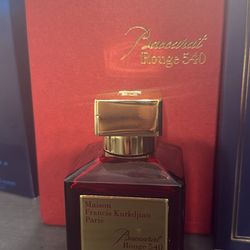 Baccarat
Rouge 540
Maison
Francis Kurkdjian
Paris
Baccarat
Rouge 540